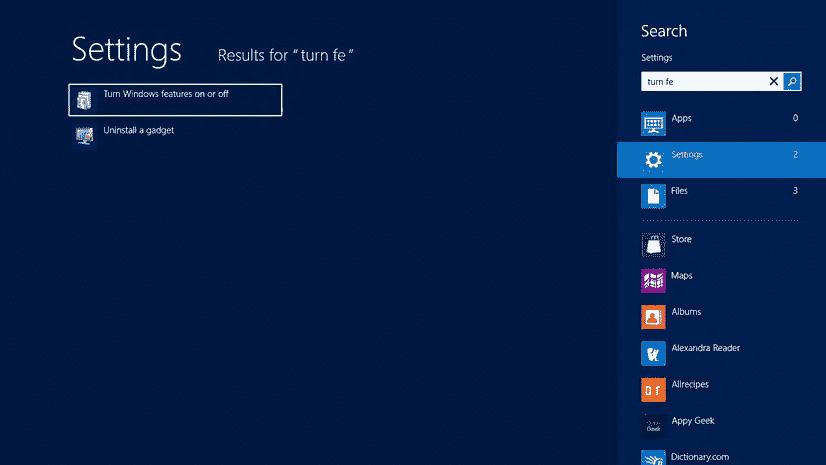 Settings Results for “turn fe”
Turn Windows features on or off
Uninstall a gadget
Search
Settings
turn fe
Apps 0
Settings 2
Files 3
Store
Maps
Albums
Alexandra Reader
Allrecipes
Appy Geek
Dictionary.com